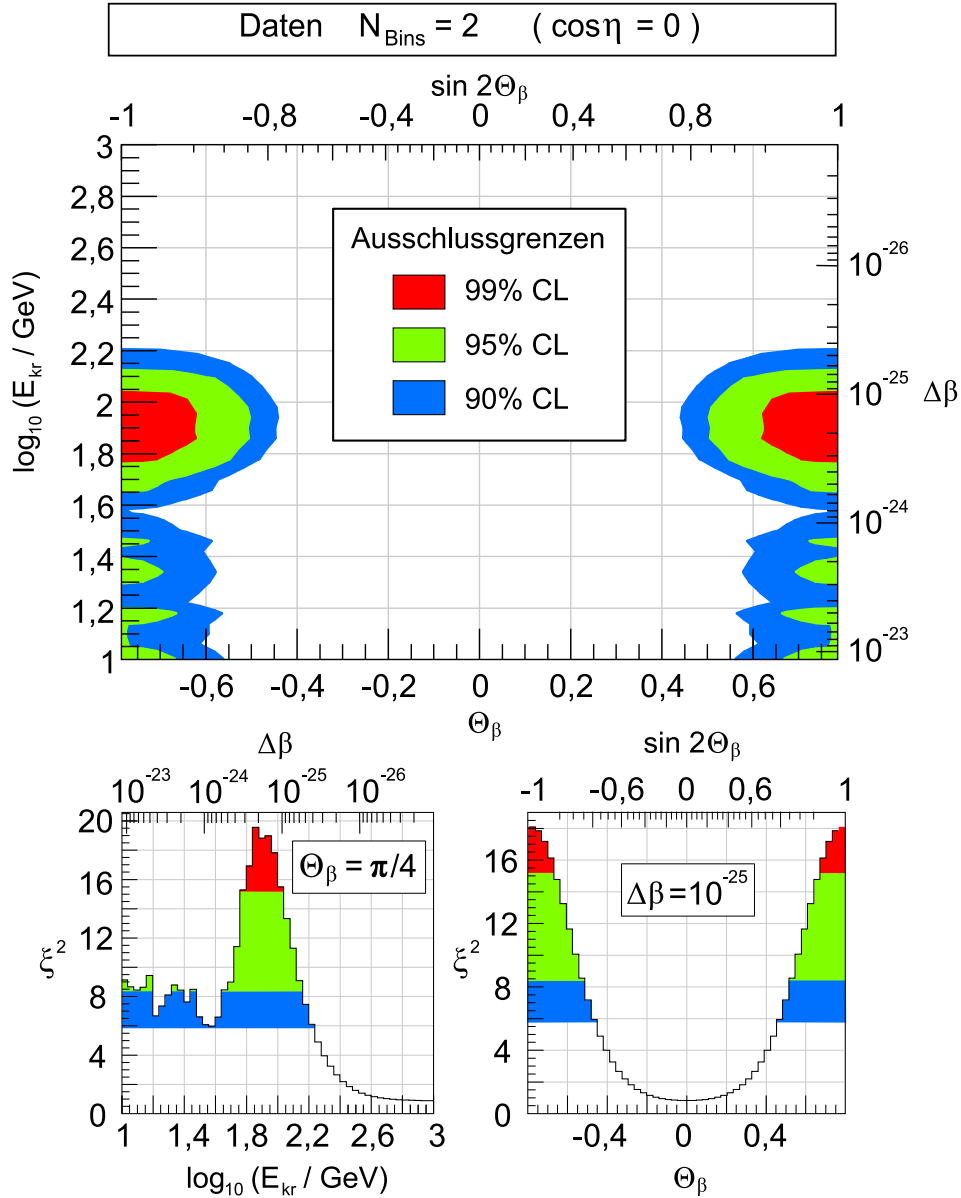 Daten N_Bins = 2 ( cosη = 0 )
sin 2Θ_β
-1 -0,8 -0,4 0 0,4 0,8 1
3
2,8
2,6
2,4
2,2
2
1,8
1,6
1,4
1,2
1
log₁₀ (E_kr / GeV)
Ausschlussgrenzen
99% CL
95% CL
90% CL
10⁻²⁶
10⁻²⁵
10⁻²⁴
10⁻²³
Δβ
-0,6 -0,4 -0,2 0 0,2 0,4 0,6
Θ_β
Δβ
10⁻²³ 10⁻²⁴ 10⁻²⁵ 10⁻²⁶
20
16
12
8
4
0
ξ²
Θ_β = π/4
1 1,4 1,8 2,2 2,6 3
log₁₀ (E_kr / GeV)
sin 2Θ_β
-1 -0,6 0 0,6 1
16
12
8
4
0
ξ²
Δβ = 10⁻²⁵
-0,4 0 0,4
Θ_β